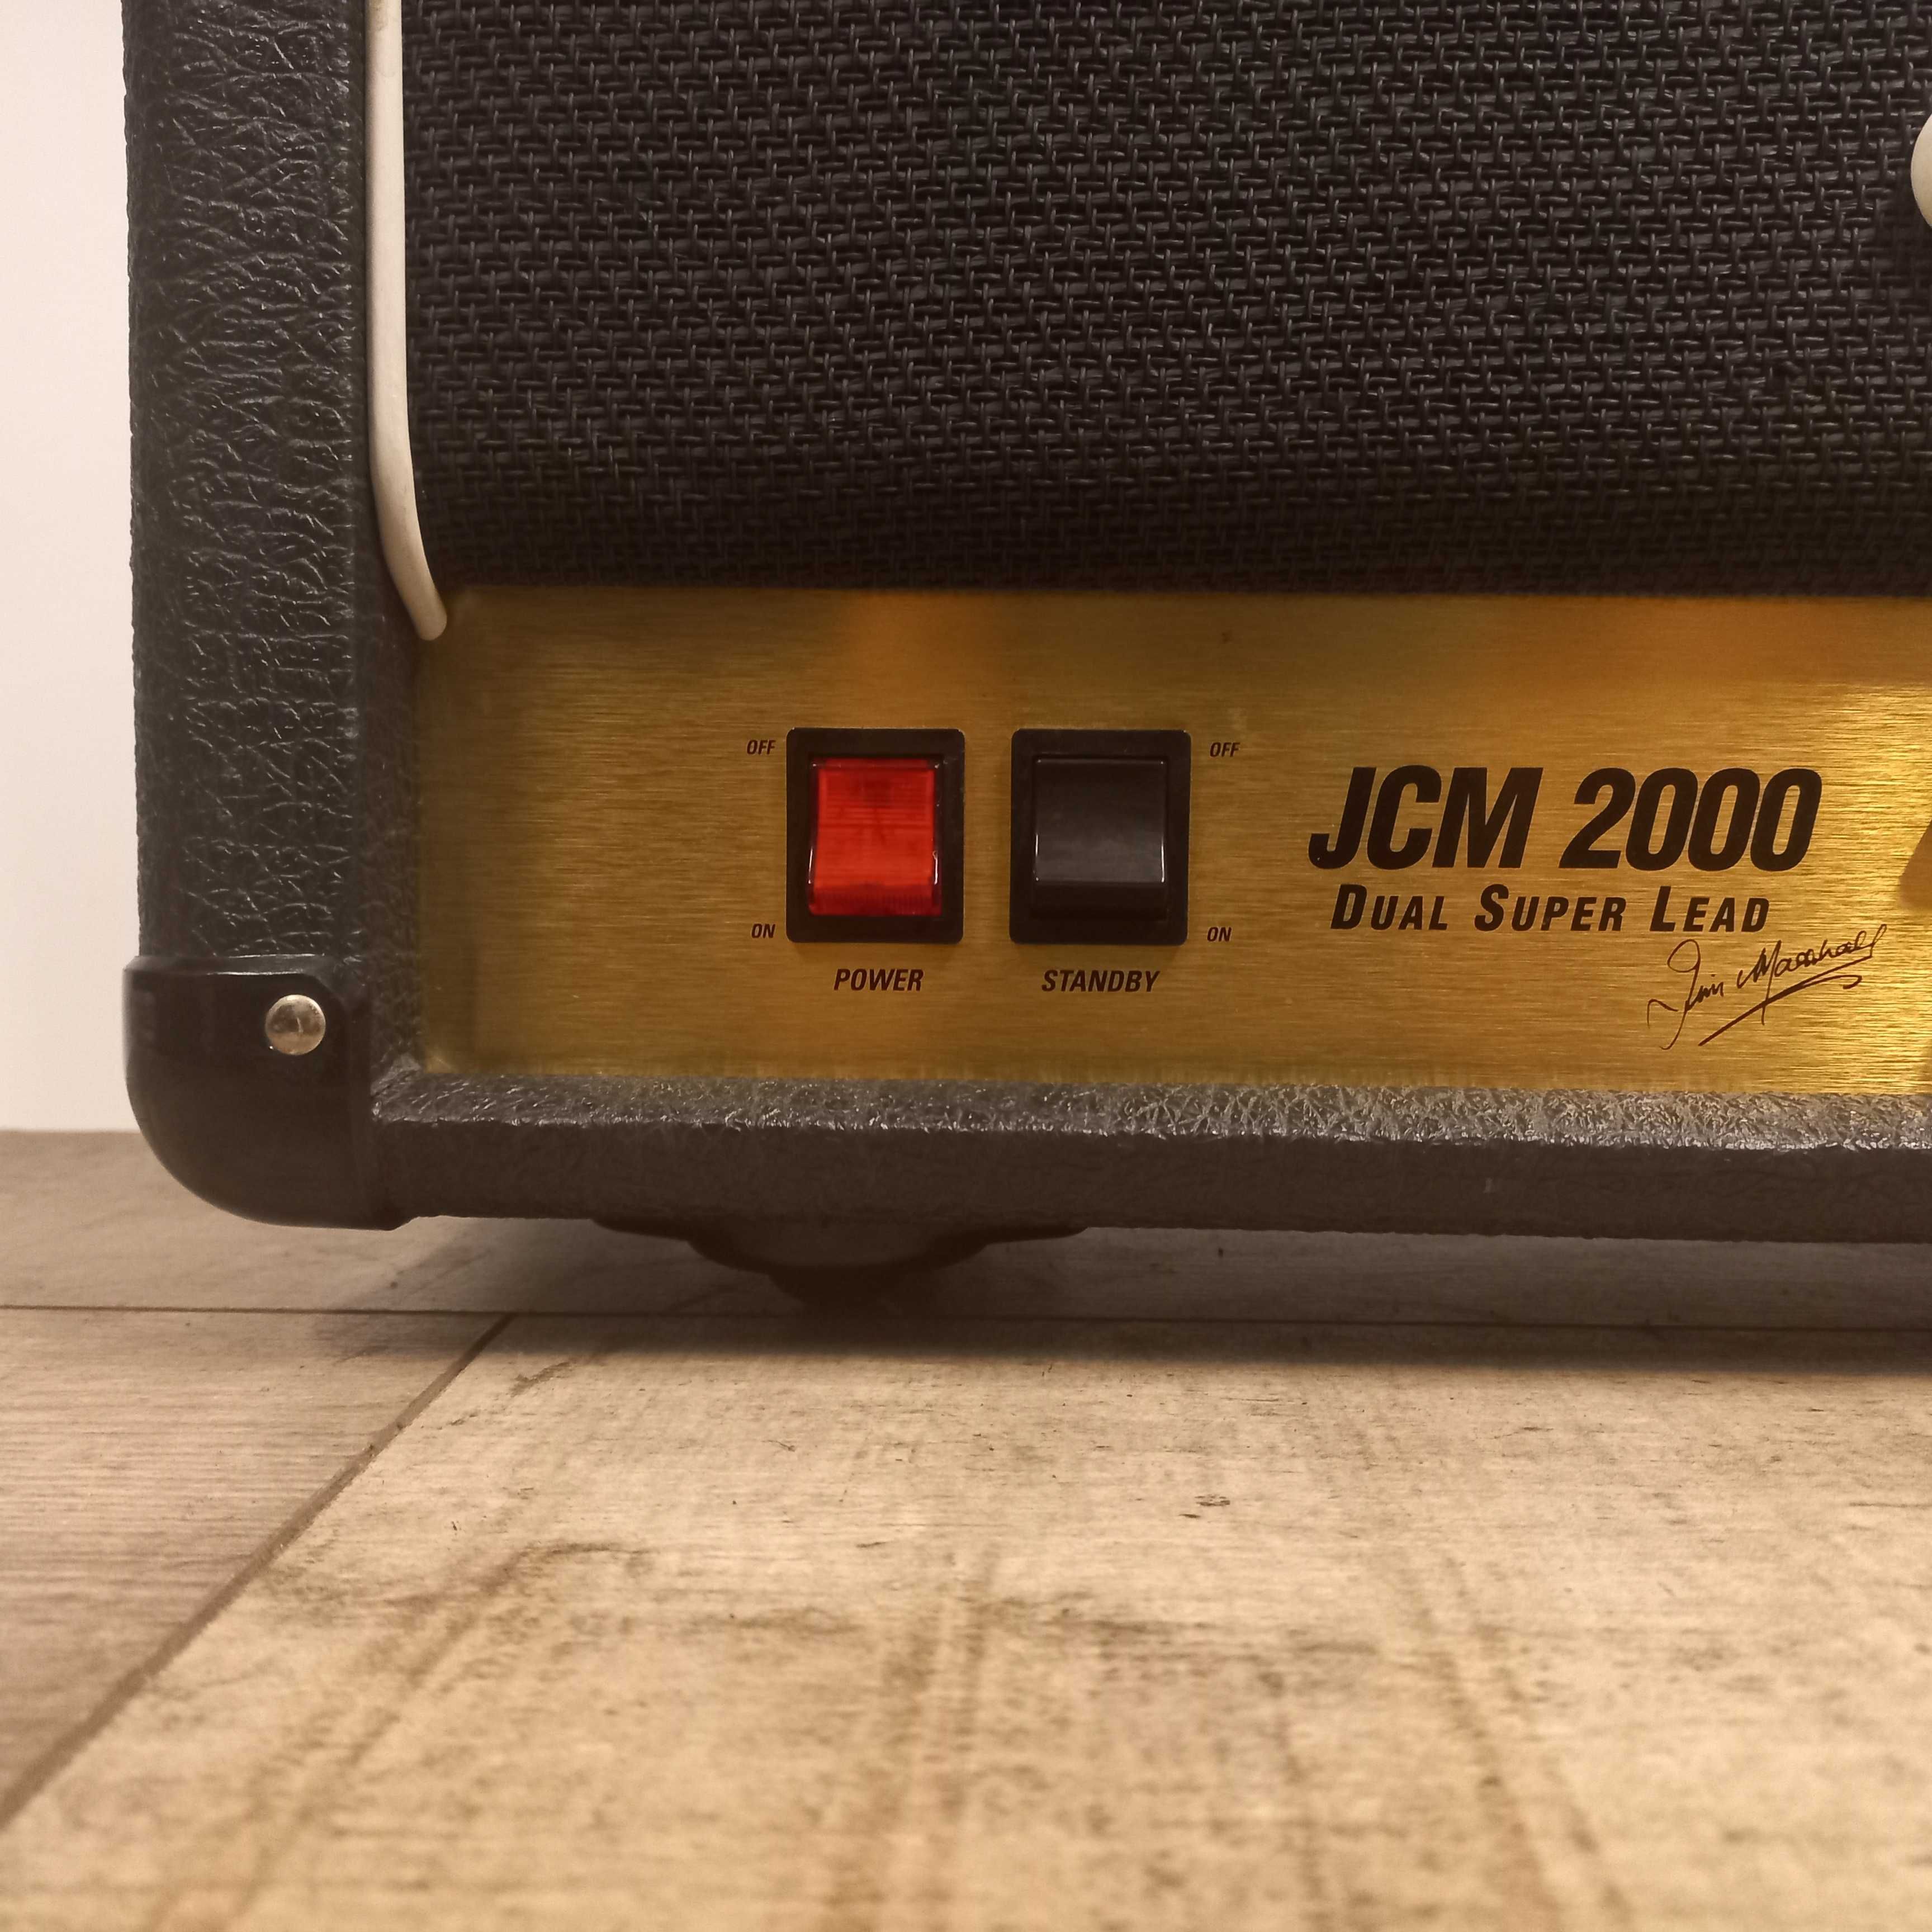 OFF OFF
JCM 2000
DUAL SUPER LEAD
ON ON
Jim Marshall
POWER STANDBY